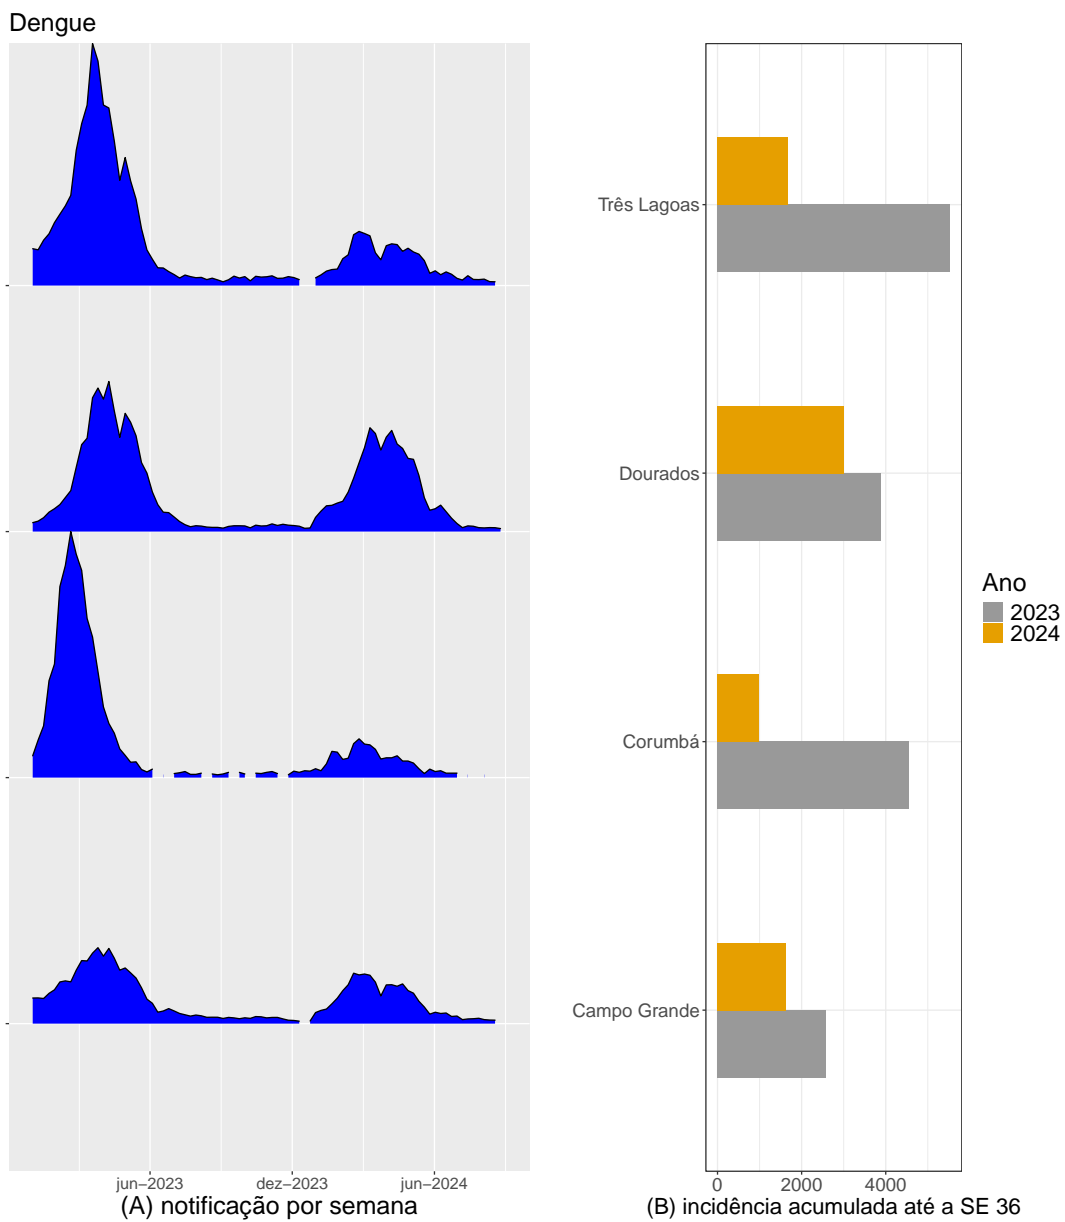 Dengue
Três Lagoas
Dourados
Corumbá
Campo Grande
Ano
2023
2024
jun−2023 dez−2023 jun−2024
0 2000 4000
(A) notificação por semana
(B) incidência acumulada até a SE 36